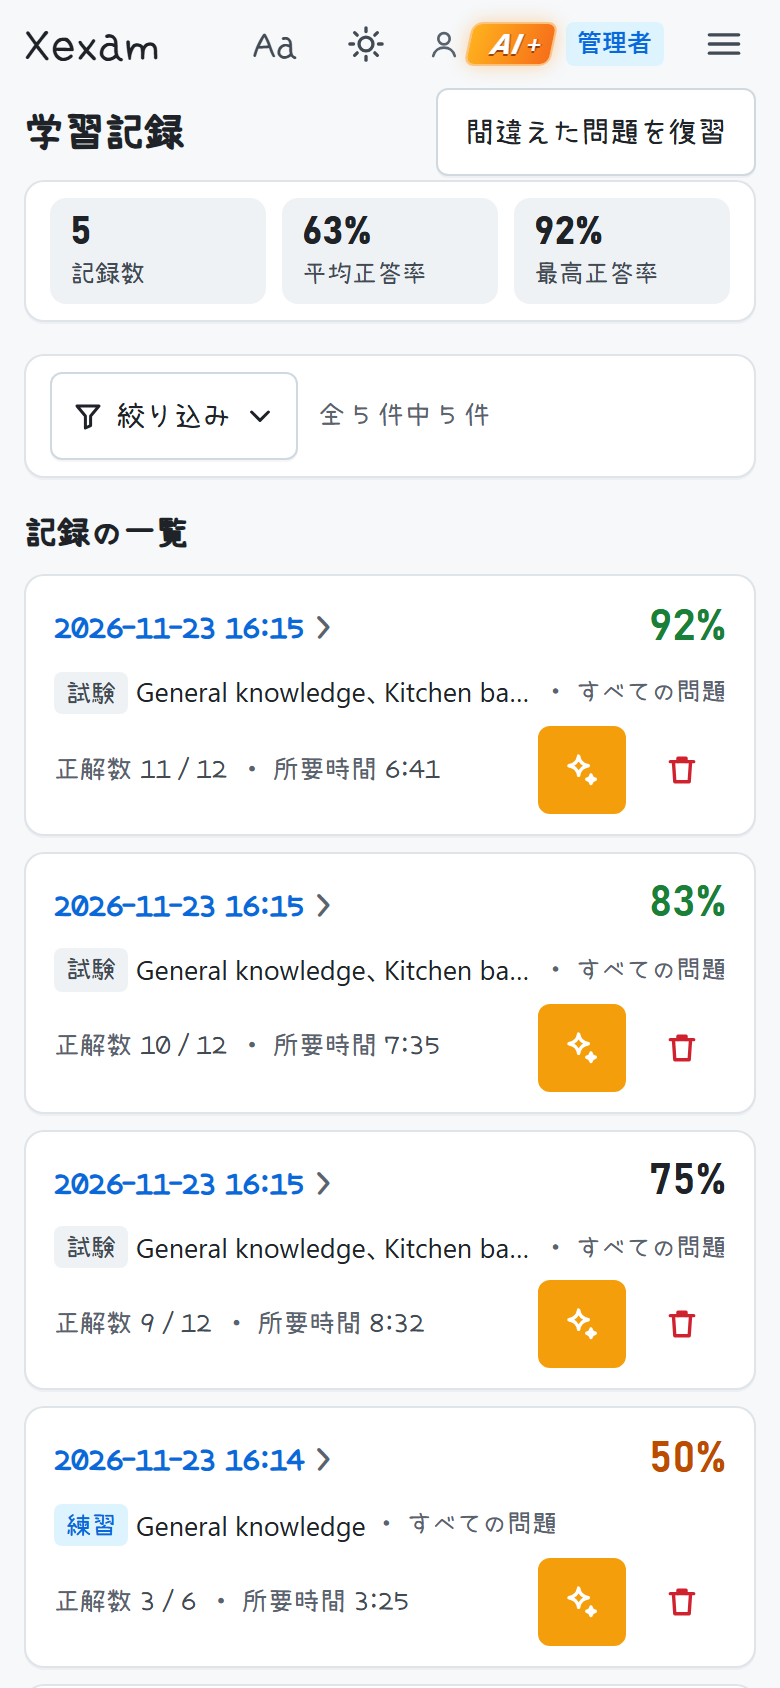 Xexam Aa AI+ 管理者
学習記録 間違えた問題を復習
5 63% 92%
記録数 平均正答率 最高正答率
絞り込み 全 5 件中 5 件
記録の一覧
2026-11-23 16:15 92%
試験 General knowledge、Kitchen ba... ・ すべての問題
正解数 11 / 12 ・ 所要時間 6:41
2026-11-23 16:15 83%
試験 General knowledge、Kitchen ba... ・ すべての問題
正解数 10 / 12 ・ 所要時間 7:35
2026-11-23 16:15 75%
試験 General knowledge、Kitchen ba... ・ すべての問題
正解数 9 / 12 ・ 所要時間 8:32
2026-11-23 16:14 50%
練習 General knowledge ・ すべての問題
正解数 3 / 6 ・ 所要時間 3:25